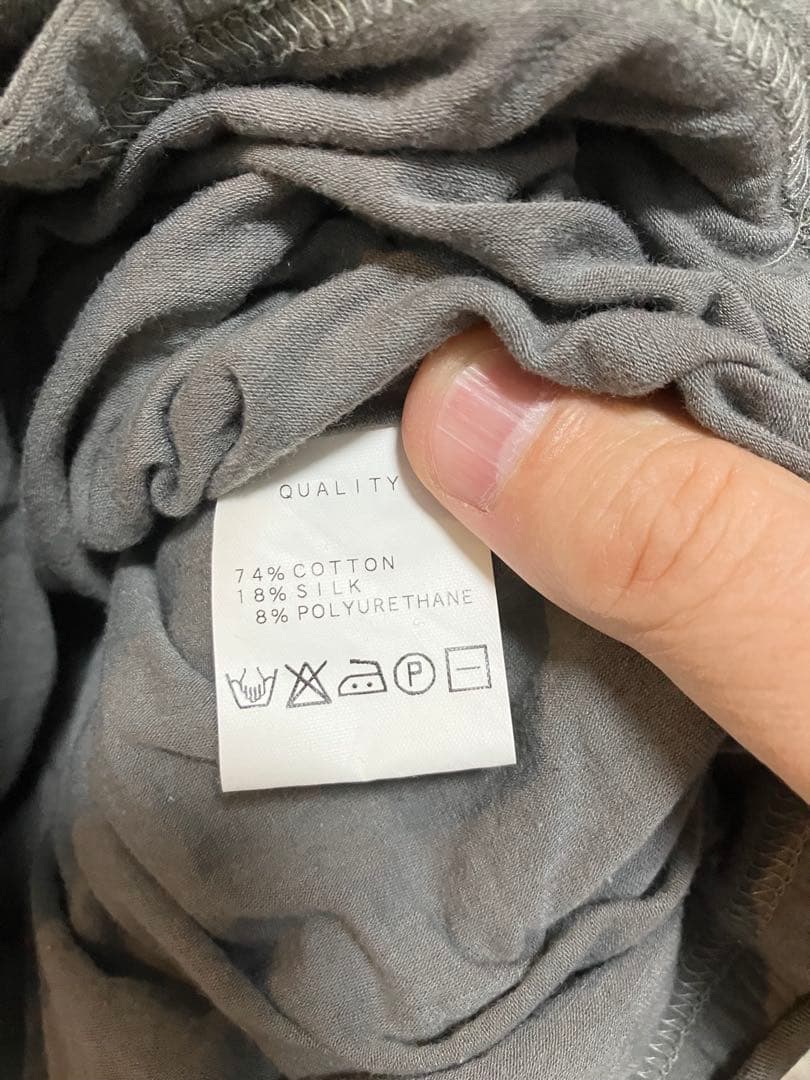 QUALITY
74% COTTON
18% SILK
8% POLYURETHANE
P